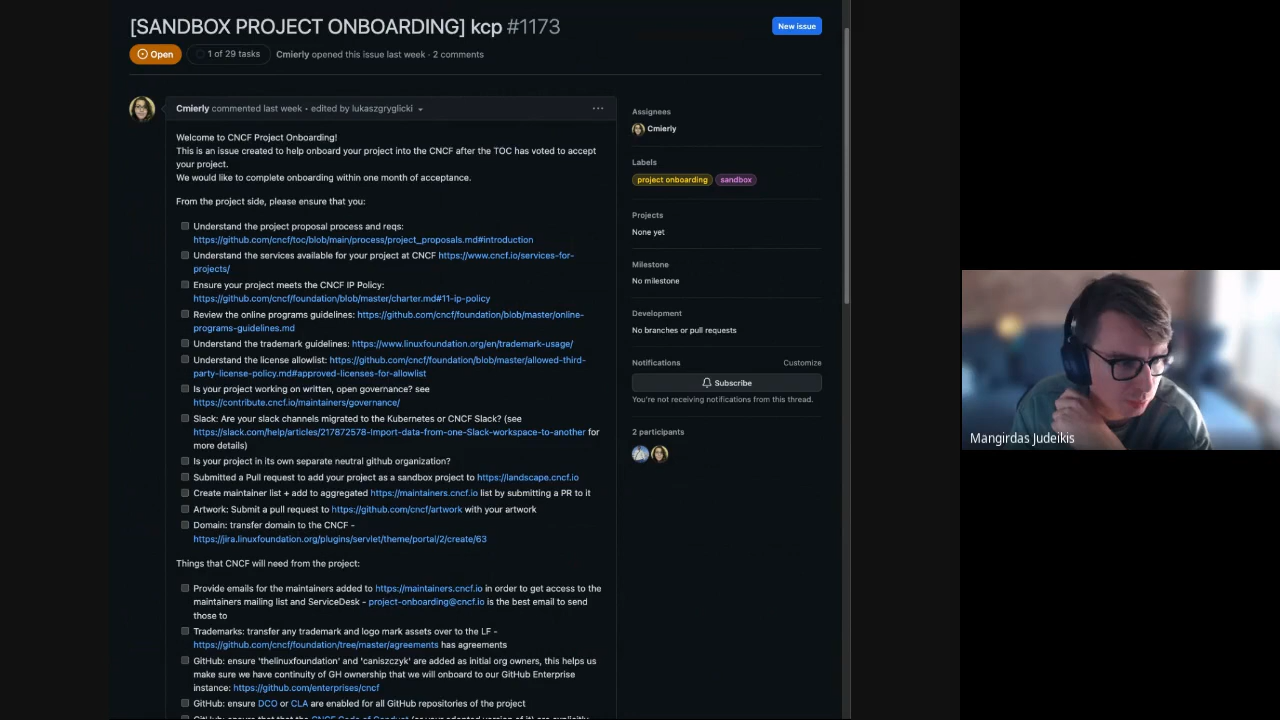 [SANDBOX PROJECT ONBOARDING] kcp #1173
New issue
Open
1 of 29 tasks
Cmierly opened this issue last week · 2 comments
Cmierly commented last week • edited by lukaszgryglicki
Welcome to CNCF Project Onboarding!
This is an issue created to help onboard your project into the CNCF after the TOC has voted to accept
your project.
We would like to complete onboarding within one month of acceptance.
From the project side, please ensure that you:
Understand the project proposal process and reqs:
https://github.com/cncf/toc/blob/main/process/project_proposals.md#introduction
Understand the services available for your project at CNCF https://www.cncf.io/services-for-
projects/
Ensure your project meets the CNCF IP Policy:
https://github.com/cncf/foundation/blob/master/charter.md#11-ip-policy
Review the online programs guidelines: https://github.com/cncf/foundation/blob/master/online-
programs-guidelines.md
Understand the trademark guidelines: https://www.linuxfoundation.org/en/trademark-usage/
Understand the license allowlist: https://github.com/cncf/foundation/blob/master/allowed-third-
party-license-policy.md#approved-licenses-for-allowlist
Is your project working on written, open governance? see
https://contribute.cncf.io/maintainers/governance/
Slack: Are your slack channels migrated to the Kubernetes or CNCF Slack? (see
https://slack.com/help/articles/217872578-Import-data-from-one-Slack-workspace-to-another for
more details)
Is your project in its own separate neutral github organization?
Submitted a Pull request to add your project as a sandbox project to https://landscape.cncf.io
Create maintainer list + add to aggregated https://maintainers.cncf.io list by submitting a PR to it
Artwork: Submit a pull request to https://github.com/cncf/artwork with your artwork
Domain: transfer domain to the CNCF -
https://jira.linuxfoundation.org/plugins/servlet/theme/portal/2/create/63
Things that CNCF will need from the project:
Provide emails for the maintainers added to https://maintainers.cncf.io in order to get access to the
maintainers mailing list and ServiceDesk - project-onboarding@cncf.io is the best email to send
those to
Trademarks: transfer any trademark and logo mark assets over to the LF -
https://github.com/cncf/foundation/tree/master/agreements has agreements
GitHub: ensure 'thelinuxfoundation' and 'caniszczyk' are added as initial org owners, this helps us
make sure we have continuity of GH ownership that we will onboard to our GitHub Enterprise
instance: https://github.com/enterprises/cncf
GitHub: ensure DCO or CLA are enabled for all GitHub repositories of the project
GitHub: ensure that that the CNCF Code of Conduct (or your adopted version of it) are explicitly
Assignees
Cmierly
Labels
project onboarding
sandbox
Projects
None yet
Milestone
No milestone
Development
No branches or pull requests
Notifications
Customize
Subscribe
You're not receiving notifications from this thread.
2 participants
Mangirdas Judeikis